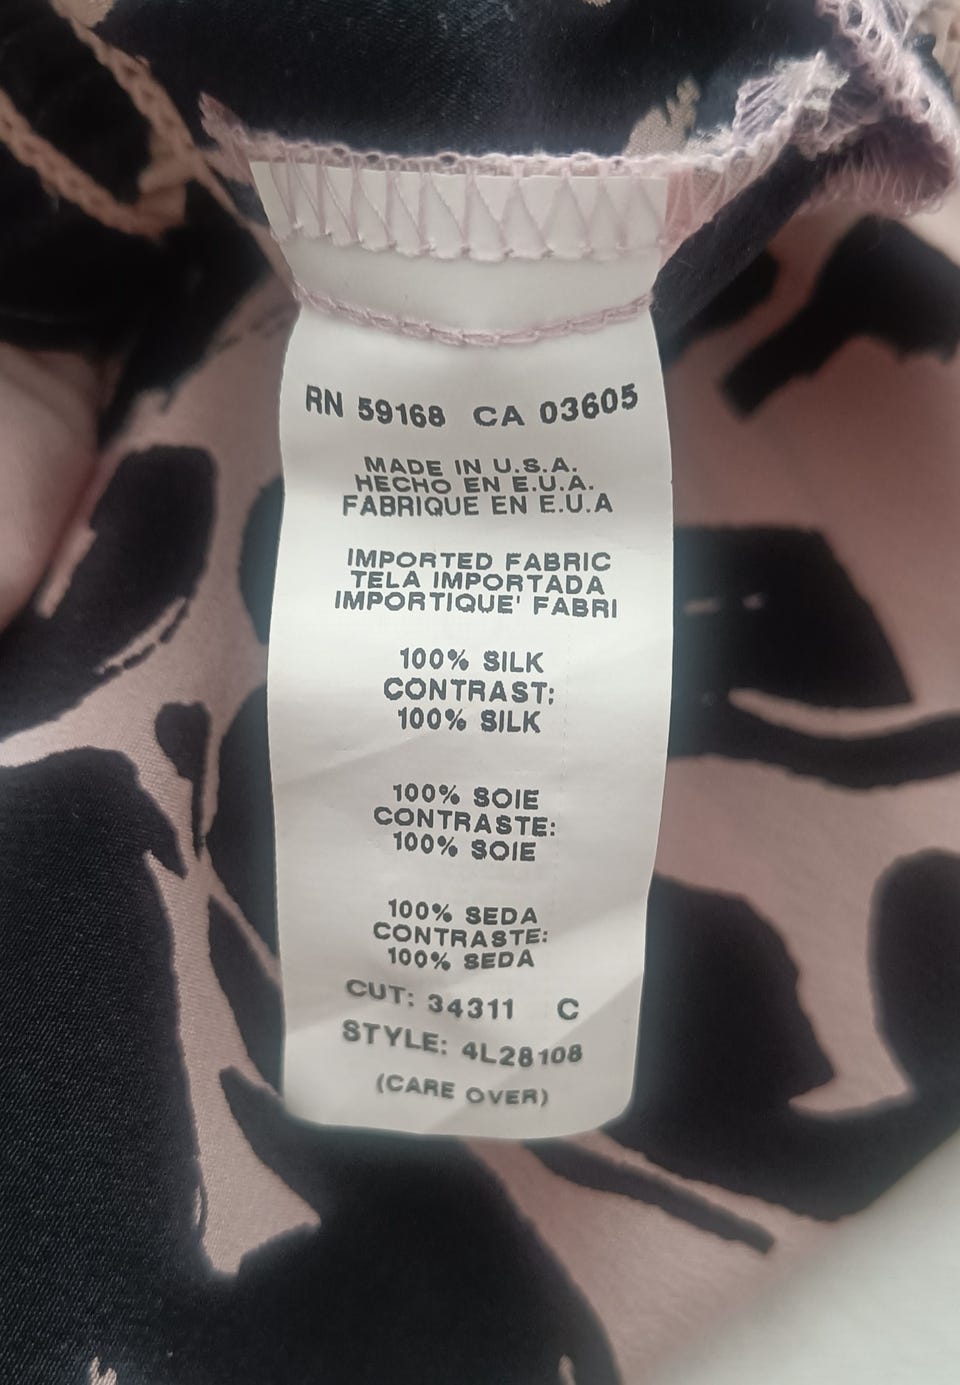 RN 59168 CA 03605
MADE IN U.S.A.
HECHO EN E.U.A.
FABRIQUE EN E.U.A
IMPORTED FABRIC
TELA IMPORTADA
IMPORTIQUE' FABRI
100% SILK
CONTRAST:
100% SILK
100% SOIE
CONTRASTE:
100% SOIE
100% SEDA
CONTRASTE:
100% SEDA
CUT: 34311 C
STYLE: 4L28108
(CARE OVER)